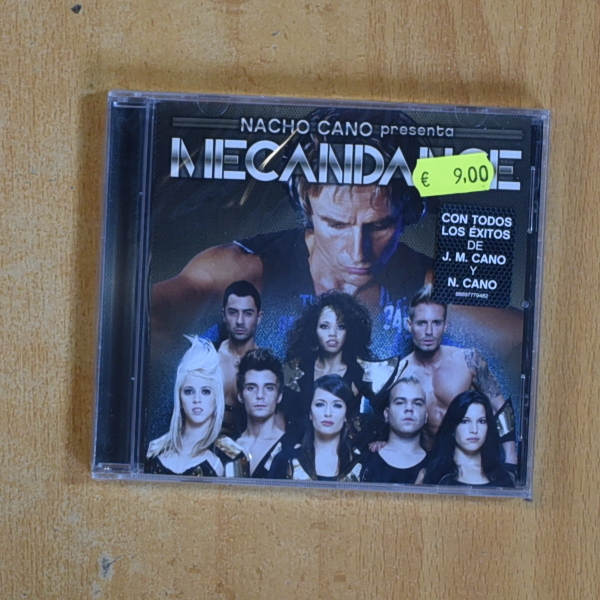 NACHO CANO presenta
MECANDANCE
€ 9,00
CON TODOS
LOS ÉXITOS
DE
J. M. CANO
Y
N. CANO